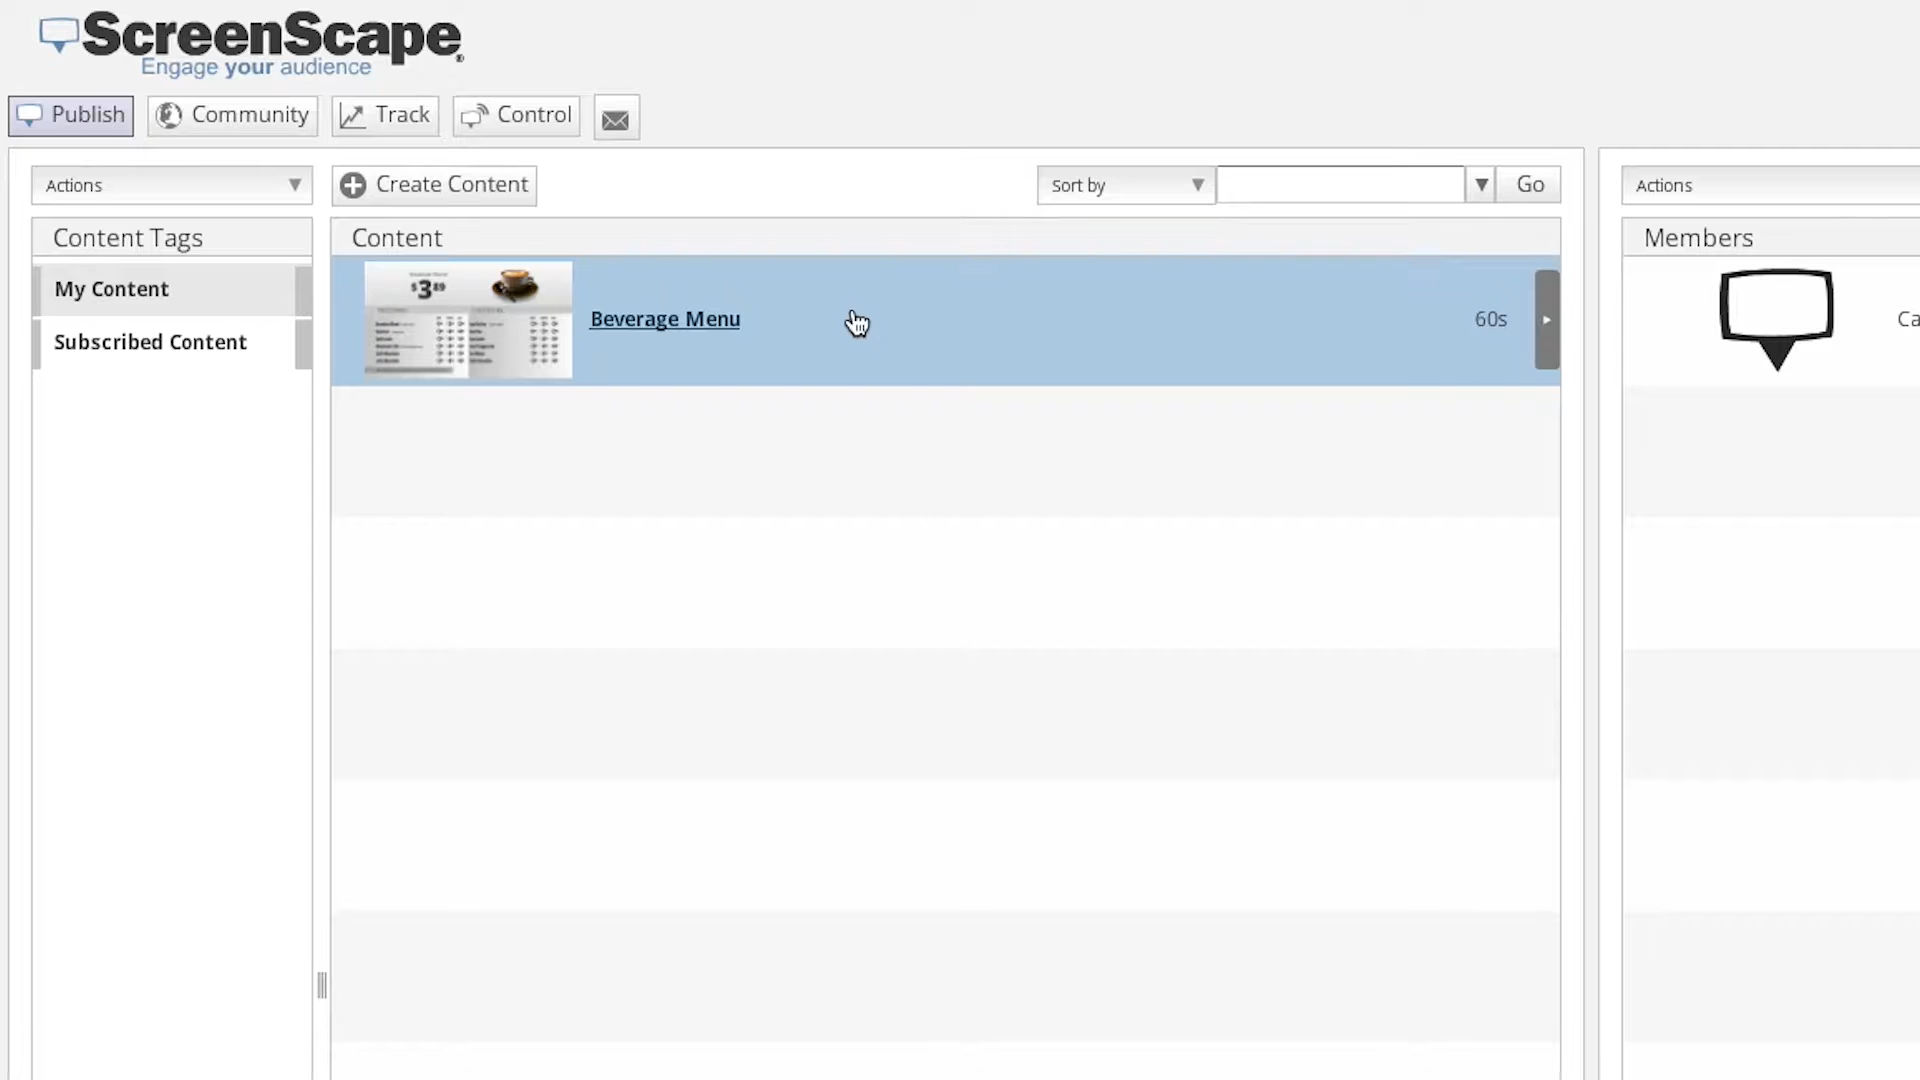 ScreenScape®
Engage your audience
Publish
Community
Track
Control
Actions
Create Content
Sort by
Go
Actions
Content Tags
Content
Members
My Content
Subscribed Content
$3 89
Beverage Menu
60s
Ca